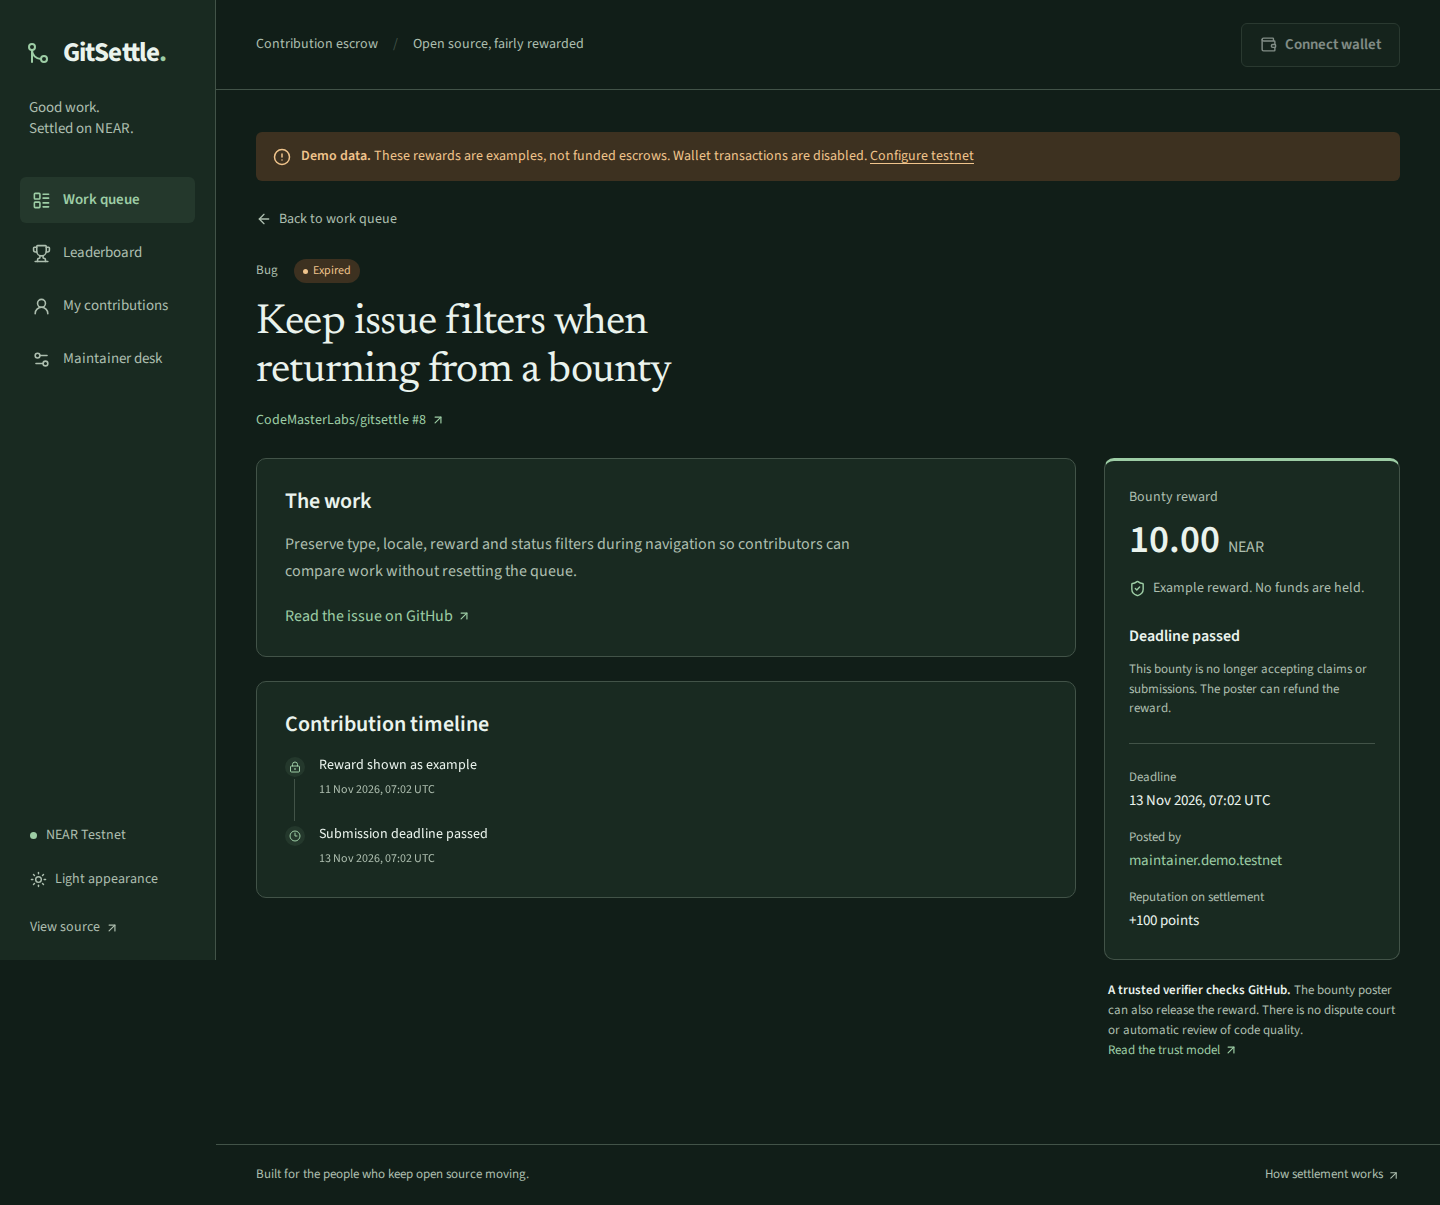 GitSettle.
Good work.
Settled on NEAR.
Work queue
Leaderboard
My contributions
Maintainer desk
NEAR Testnet
Light appearance
View source
Contribution escrow / Open source, fairly rewarded
Connect wallet
Demo data. These rewards are examples, not funded escrows. Wallet transactions are disabled. Configure testnet
Back to work queue
Bug
Expired
Keep issue filters when
returning from a bounty
CodeMasterLabs/gitsettle #8
The work
Preserve type, locale, reward and status filters during navigation so contributors can
compare work without resetting the queue.
Read the issue on GitHub
Contribution timeline
Reward shown as example
11 Nov 2026, 07:02 UTC
Submission deadline passed
13 Nov 2026, 07:02 UTC
Bounty reward
10.00 NEAR
Example reward. No funds are held.
Deadline passed
This bounty is no longer accepting claims or
submissions. The poster can refund the
reward.
Deadline
13 Nov 2026, 07:02 UTC
Posted by
maintainer.demo.testnet
Reputation on settlement
+100 points
A trusted verifier checks GitHub. The bounty poster
can also release the reward. There is no dispute court
or automatic review of code quality.
Read the trust model
Built for the people who keep open source moving.
How settlement works